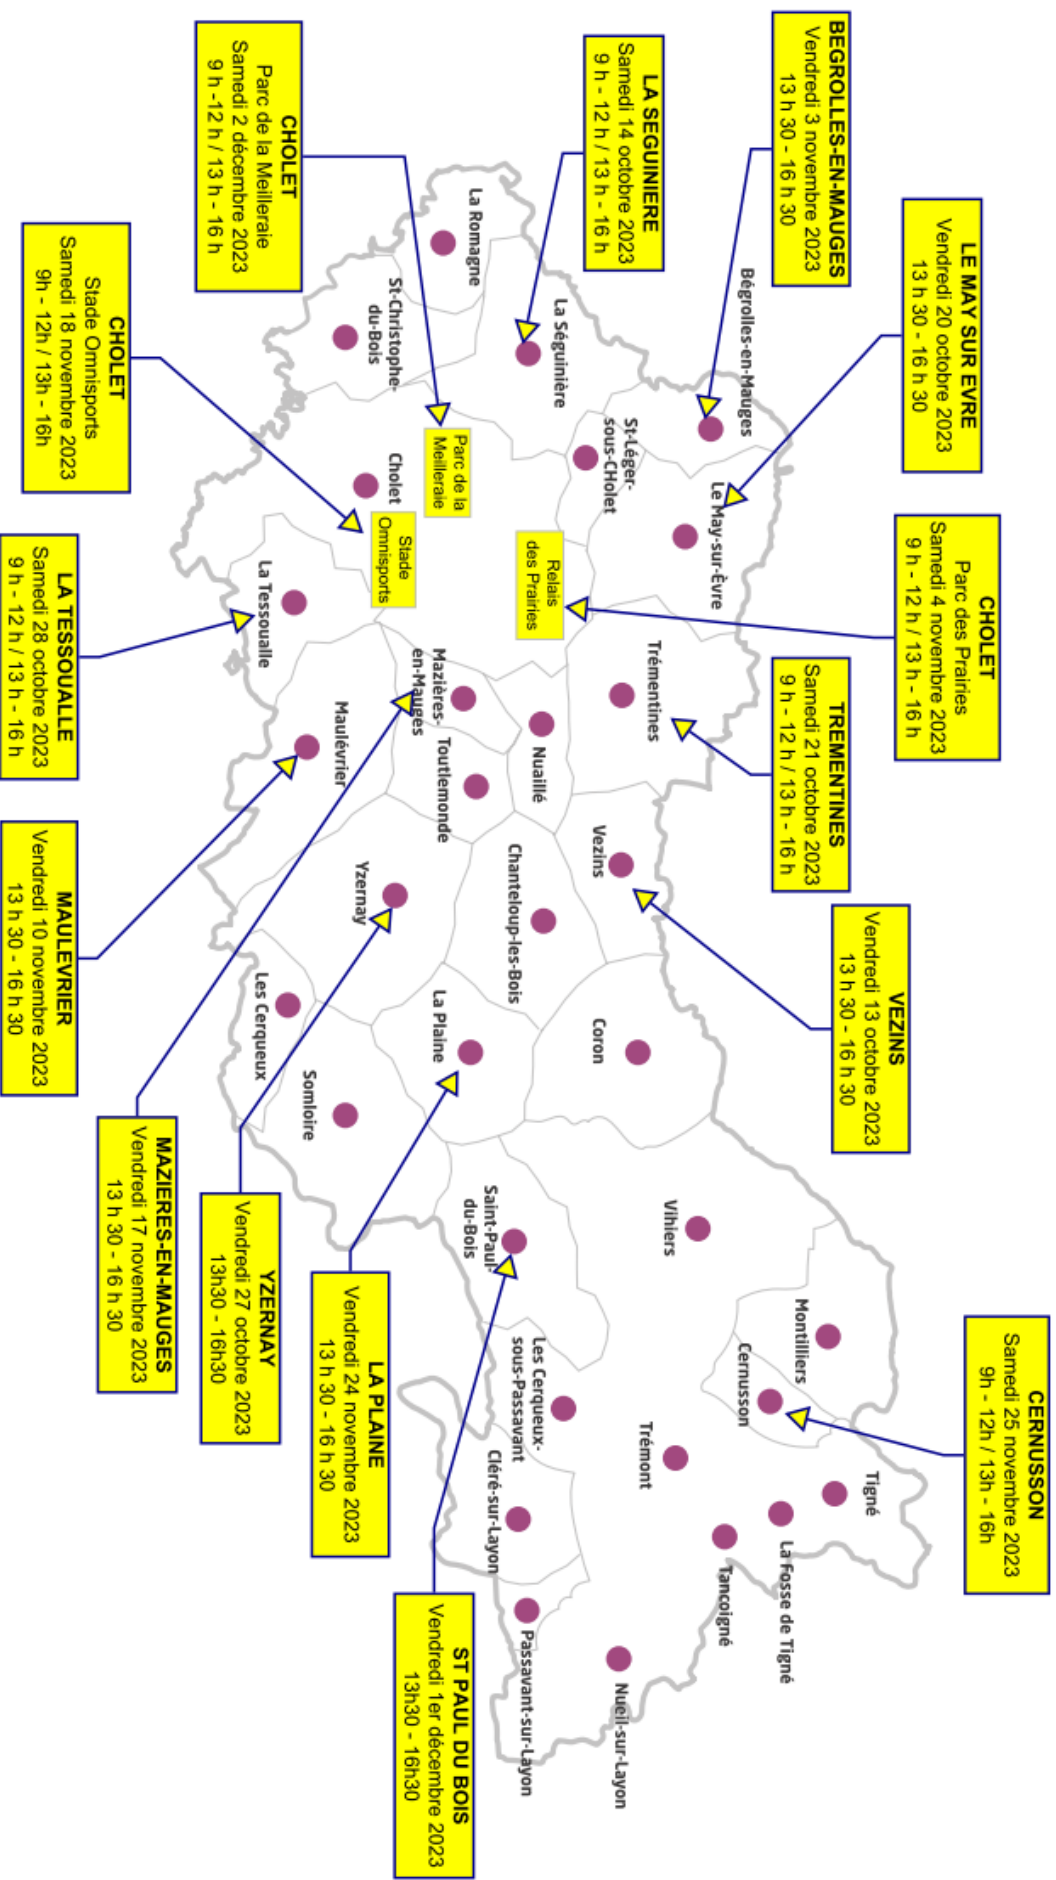 CERNUSSON
Samedi 25 novembre 2023
9h - 12h / 13h - 16h
CHOLET
Parc des Prairies
Samedi 4 novembre 2023
9 h - 12 h / 13 h - 16 h
LE MAY SUR EVRE
Vendredi 20 octobre 2023
13 h 30 - 16 h 30
VEZINS
Vendredi 13 octobre 2023
13 h 30 - 16 h 30
BEGROLLES-EN-MAUGES
Vendredi 3 novembre 2023
13 h 30 - 16 h 30
TREMENTINES
Samedi 21 octobre 2023
9 h - 12 h / 13 h - 16 h
LA SEGUINIERE
Samedi 14 octobre 2023
9 h - 12 h / 13 h - 16 h
Tigné
Montilliers
La Fosse de Tigné
Bégrolles-en-Mauges
Cernusson
Le May-sur-Èvre
Tancoigné
Vihiers
Trémentines
Trémont
St-Léger-
sous-CHolet
Vezins
Coron
Nueil-sur-Layon
La Séguinière
Relais
des Prairies
Nuaillé
Chanteloup-les-Bois
Les Cerqueux-
sous-Passavant
Passavant-sur-Layon
La Romagne
Parc de la
Meilleraie
Mazières-
en-Mauges
Toutlemonde
La Plaine
Saint-Paul-
du-Bois
Cléré-sur-Layon
St-Christophe-
du-Bois
Cholet
Stade
Omnisports
Maulévrier
Yzernay
Somloire
La Tessoualle
Les Cerqueux
CHOLET
Parc de la Meilleraie
Samedi 2 décembre 2023
9 h -12 h / 13 h - 16 h
ST PAUL DU BOIS
Vendredi 1er décembre 2023
13h30 - 16h30
LA PLAINE
Vendredi 24 novembre 2023
13 h 30 - 16 h 30
YZERNAY
Vendredi 27 octobre 2023
13h30 - 16h30
MAZIERES-EN-MAUGES
Vendredi 17 novembre 2023
13 h 30 - 16 h 30
CHOLET
Stade Omnisports
Samedi 18 novembre 2023
9h - 12h / 13h - 16h
LA TESSOUALLE
Samedi 28 octobre 2023
9 h - 12 h / 13 h - 16 h
MAULEVRIER
Vendredi 10 novembre 2023
13 h 30 - 16 h 30